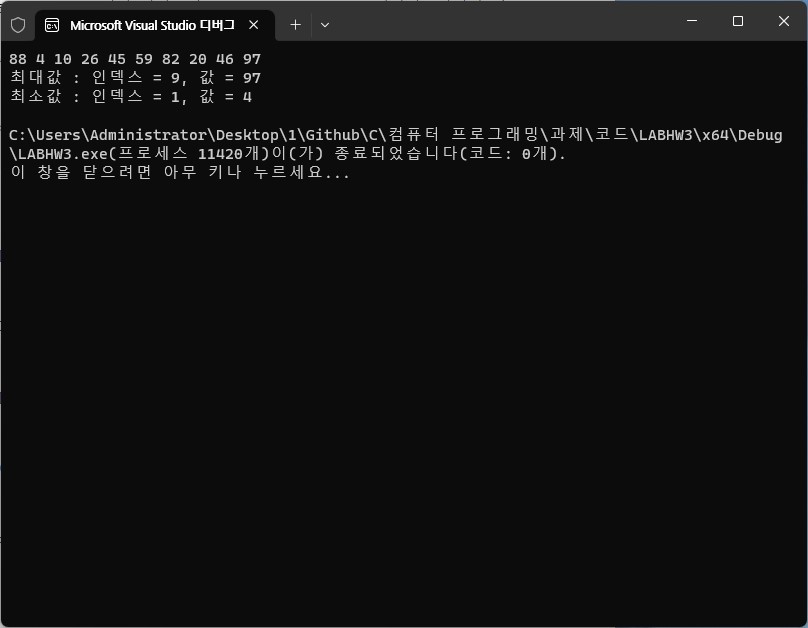 Microsoft Visual Studio 디버그
88 4 10 26 45 59 82 20 46 97
최대값 : 인덱스 = 9, 값 = 97
최소값 : 인덱스 = 1, 값 = 4
C:\Users\Administrator\Desktop\1\Github\C\컴퓨터 프로그래밍\과제\코드\LABHW3\x64\Debug
\LABHW3.exe(프로세스 11420개)이(가) 종료되었습니다(코드: 0개).
이 창을 닫으려면 아무 키나 누르세요...